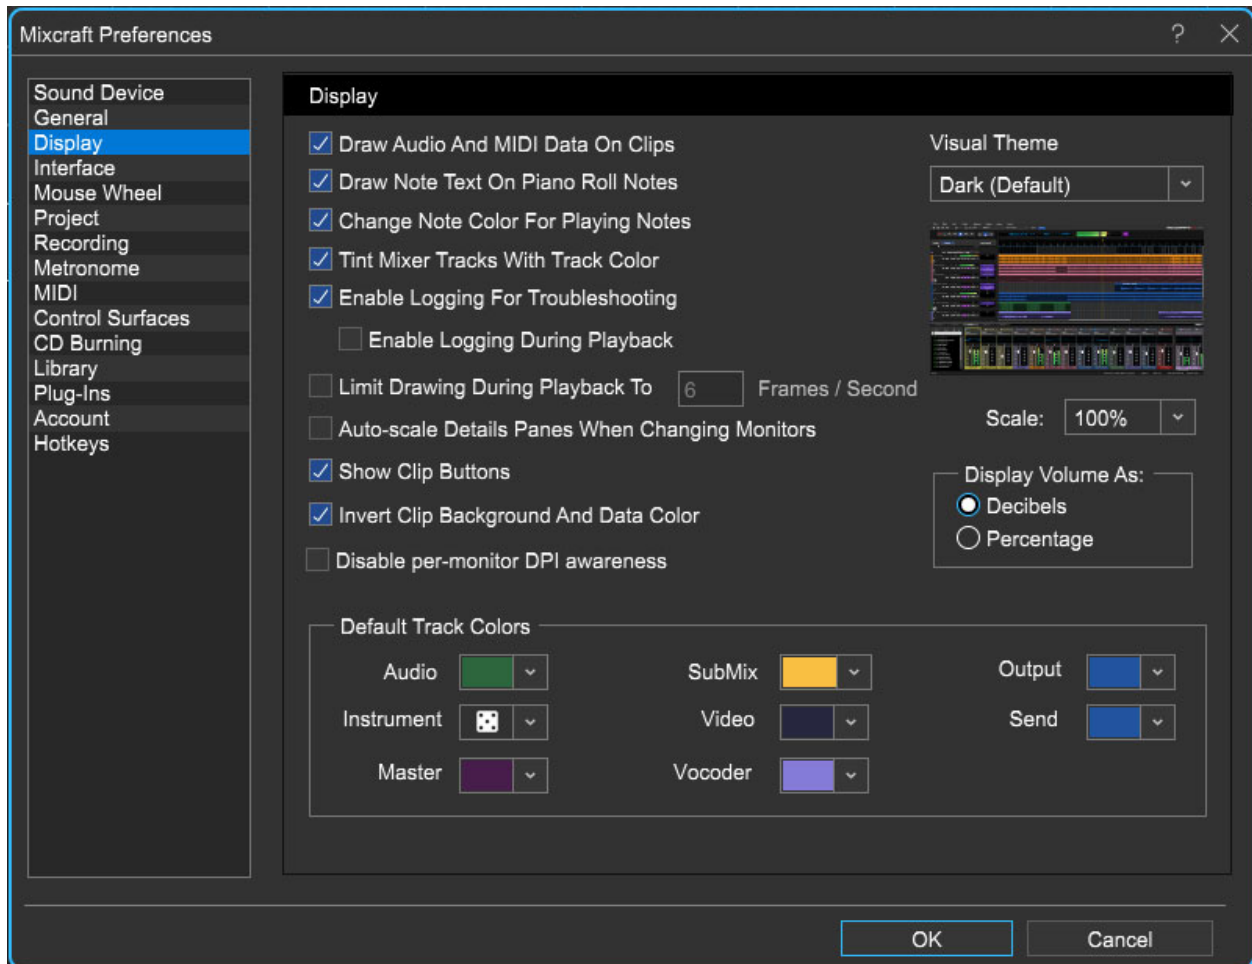 Mixcraft Preferences
?
Sound Device
General
Display
Interface
Mouse Wheel
Project
Recording
Metronome
MIDI
Control Surfaces
CD Burning
Library
Plug-Ins
Account
Hotkeys
Display
Draw Audio And MIDI Data On Clips
Draw Note Text On Piano Roll Notes
Change Note Color For Playing Notes
Tint Mixer Tracks With Track Color
Enable Logging For Troubleshooting
Enable Logging During Playback
Limit Drawing During Playback To 6 Frames / Second
Auto-scale Details Panes When Changing Monitors
Show Clip Buttons
Invert Clip Background And Data Color
Disable per-monitor DPI awareness
Visual Theme
Dark (Default)
Scale: 100%
Display Volume As:
Decibels
Percentage
Default Track Colors
Audio SubMix Output
Instrument Video Send
Master Vocoder
OK Cancel